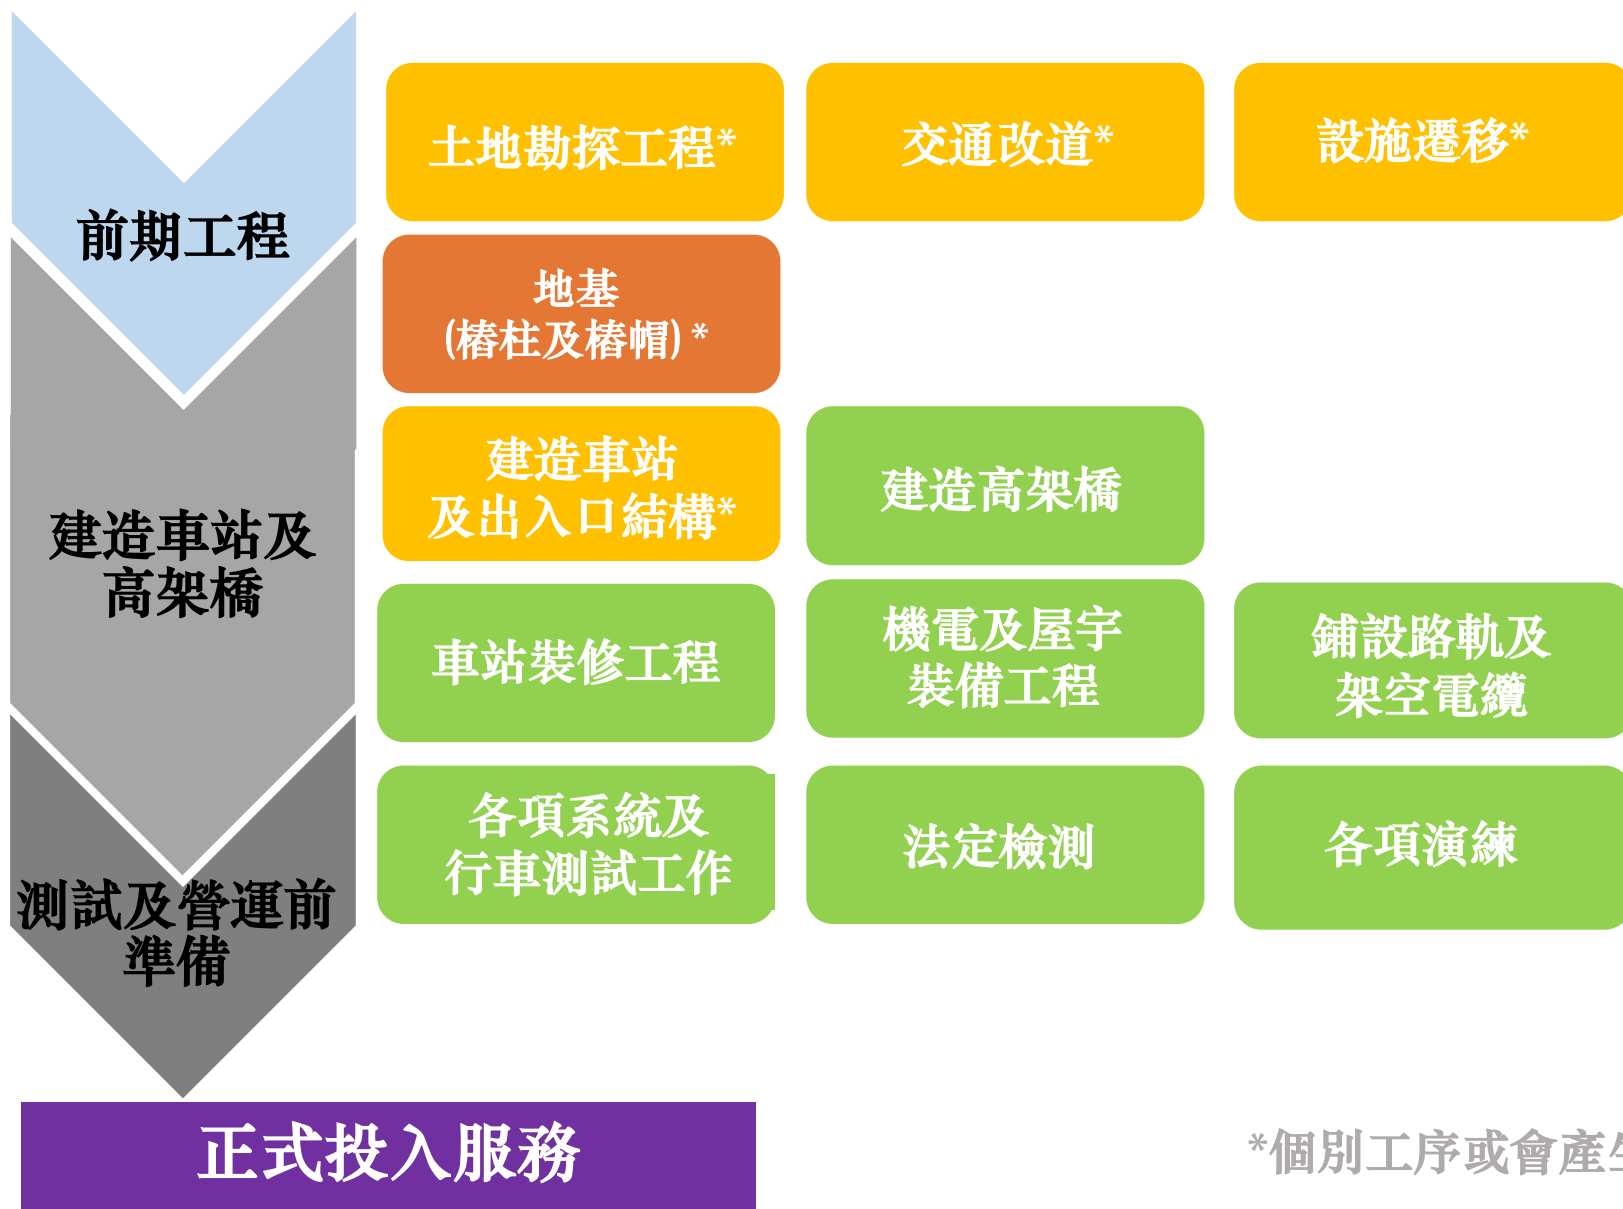 前期工程
土地勘探工程*
交通改道*
設施遷移*
地基
(樁柱及樁帽) *
建造車站及
高架橋
建造車站
及出入口結構*
建造高架橋
車站裝修工程
機電及屋宇
裝備工程
鋪設路軌及
架空電纜
測試及營運前
準備
各項系統及
行車測試工作
法定檢測
各項演練
正式投入服務
*個別工序或會產生